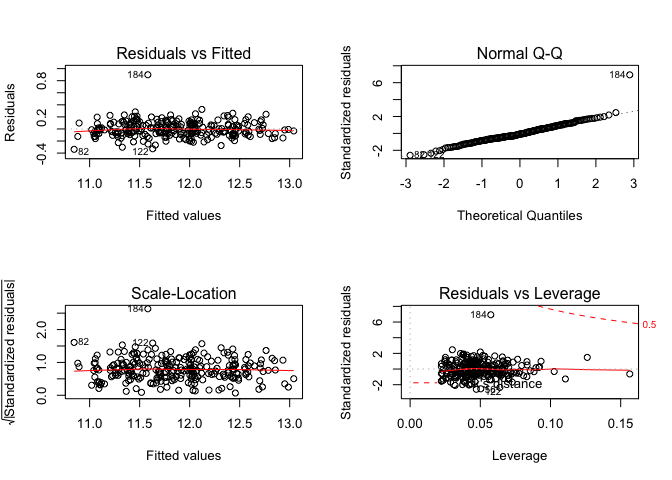 Residuals vs Fitted
Residuals
0.8
0.2
-0.4
184
82
122
11.0 11.5 12.0 12.5 13.0
Fitted values
Normal Q-Q
Standardized residuals
6
2
-2
184
82
-3 -2 -1 0 1 2 3
Theoretical Quantiles
Scale-Location
√|Standardized residuals|
2.0
1.0
0.0
184
82
122
11.0 11.5 12.0 12.5 13.0
Fitted values
Residuals vs Leverage
Standardized residuals
6
2
-2
184
0.5
122
0.00 0.05 0.10 0.15
Leverage